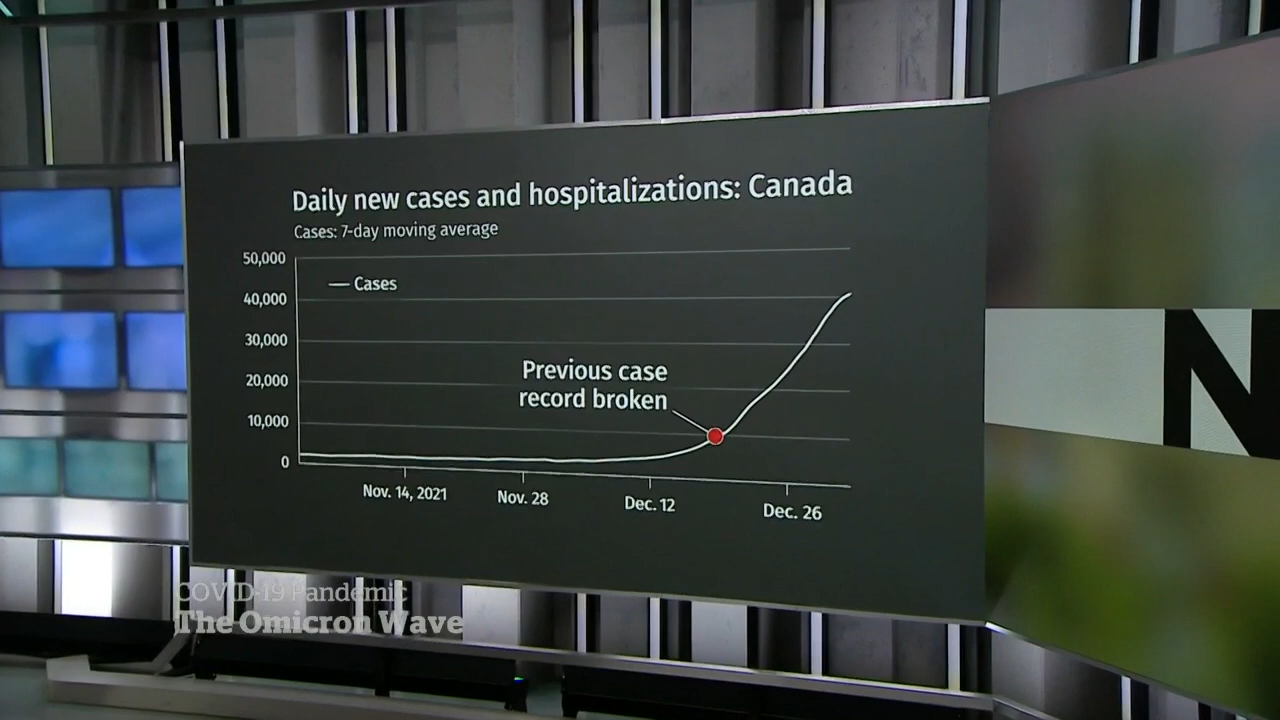 Daily new cases and hospitalizations: Canada
Cases: 7-day moving average
50,000
Cases
40,000
30,000
20,000
10,000
0
Previous case
record broken
Nov. 14, 2021
Nov. 28
Dec. 12
Dec. 26
N
COVID-19 Pandemic
The Omicron Wave